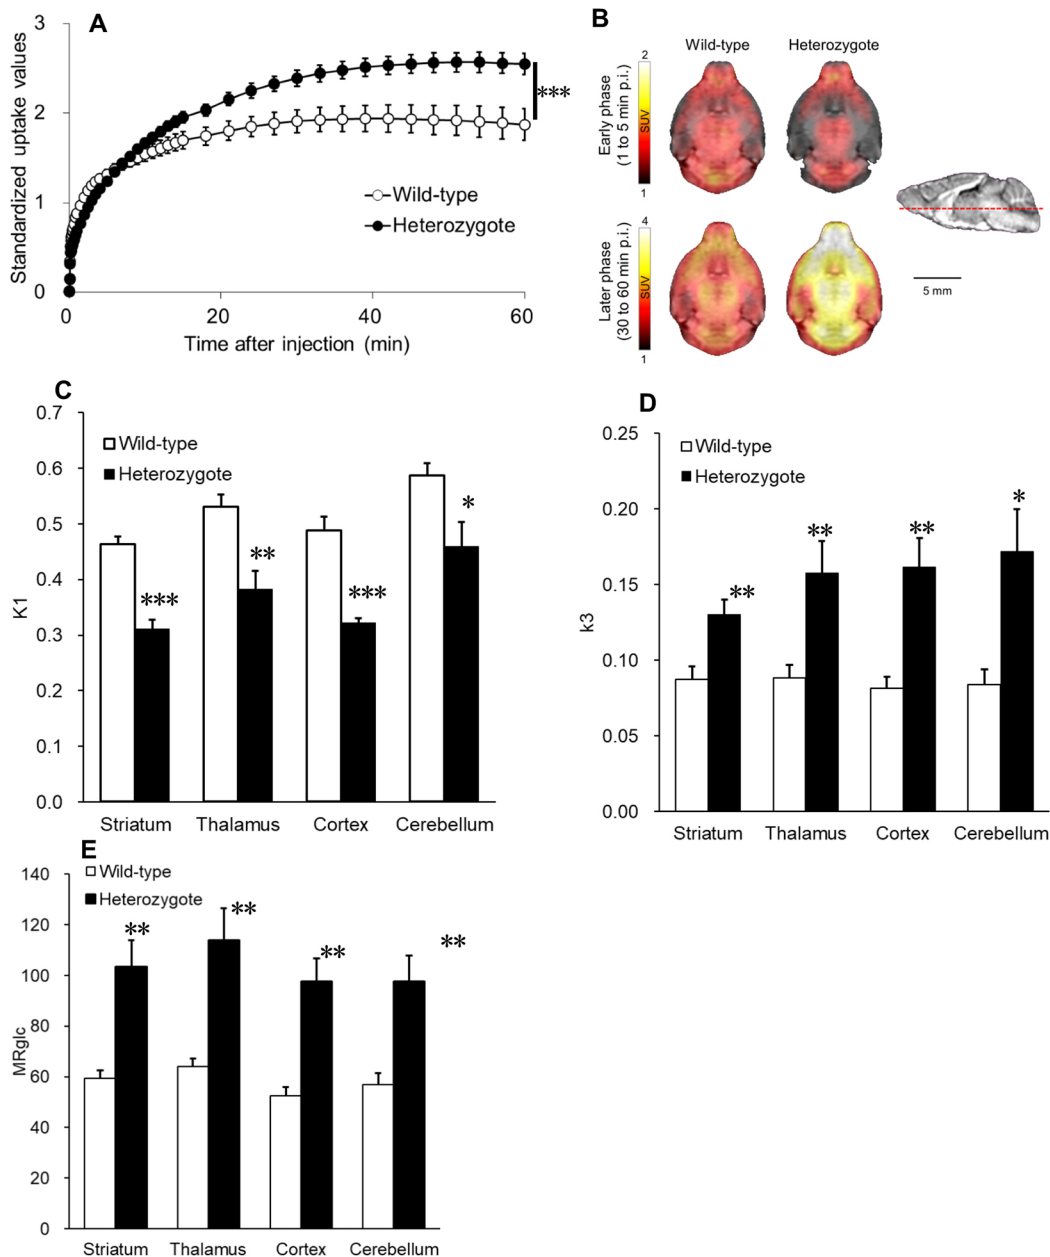 A
3
2
1
0
Standardized uptake values
***
Wild-type
Heterozygote
0
20
40
60
Time after injection (min)
B
Wild-type
Heterozygote
Early phase
(1 to 5 min p.i.)
2
SUV
1
Later phase
(30 to 60 min p.i.)
4
SUV
1
5 mm
C
0.7
0.6
0.5
0.4
0.3
0.2
0.1
0.0
K1
Wild-type
Heterozygote
***
**
***
*
Striatum
Thalamus
Cortex
Cerebellum
D
0.25
0.20
0.15
0.10
0.05
0.00
k3
Wild-type
Heterozygote
**
**
**
*
Striatum
Thalamus
Cortex
Cerebellum
E
140
120
100
80
60
40
20
0
MRglc
Wild-type
Heterozygote
**
**
**
**
Striatum
Thalamus
Cortex
Cerebellum